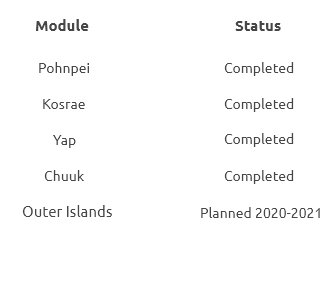 Module Status
Pohnpei Completed
Kosrae Completed
Yap Completed
Chuuk Completed
Outer Islands Planned 2020-2021